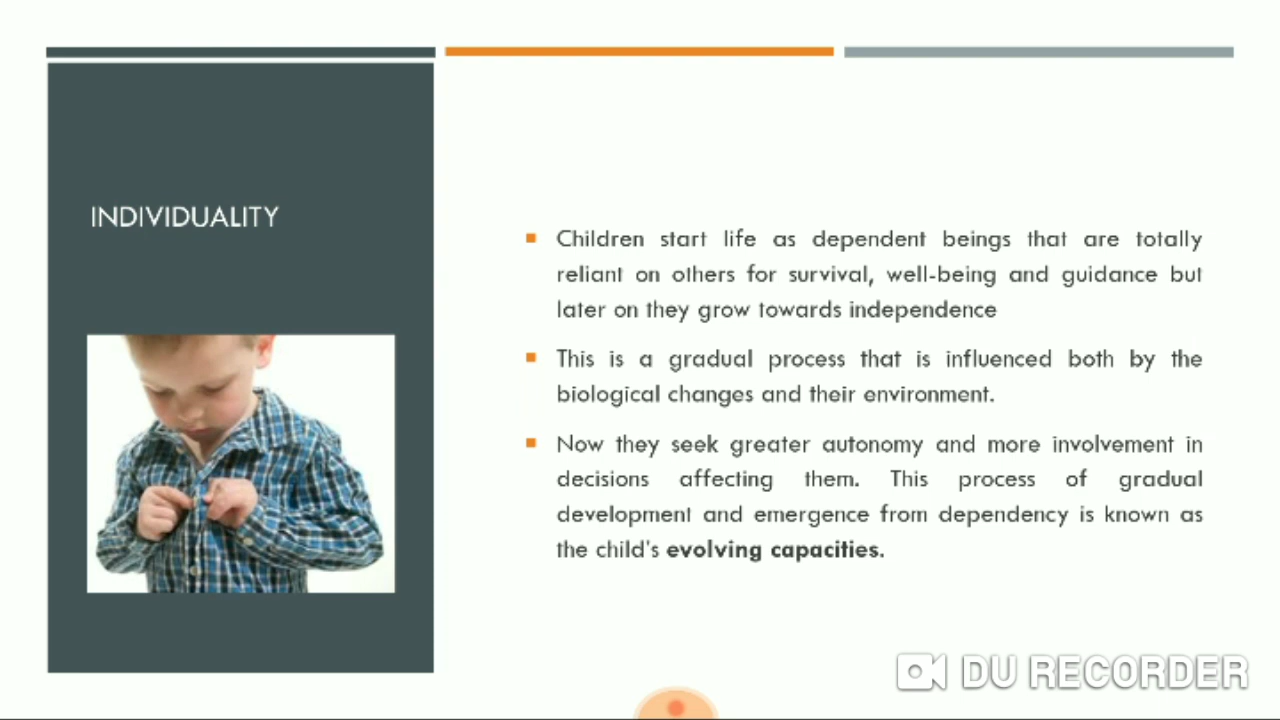 INDIVIDUALITY
Children start life as dependent beings that are totally
reliant on others for survival, well-being and guidance but
later on they grow towards independence
This is a gradual process that is influenced both by the
biological changes and their environment.
Now they seek greater autonomy and more involvement in
decisions affecting them. This process of gradual
development and emergence from dependency is known as
the child's evolving capacities.
DU RECORDER